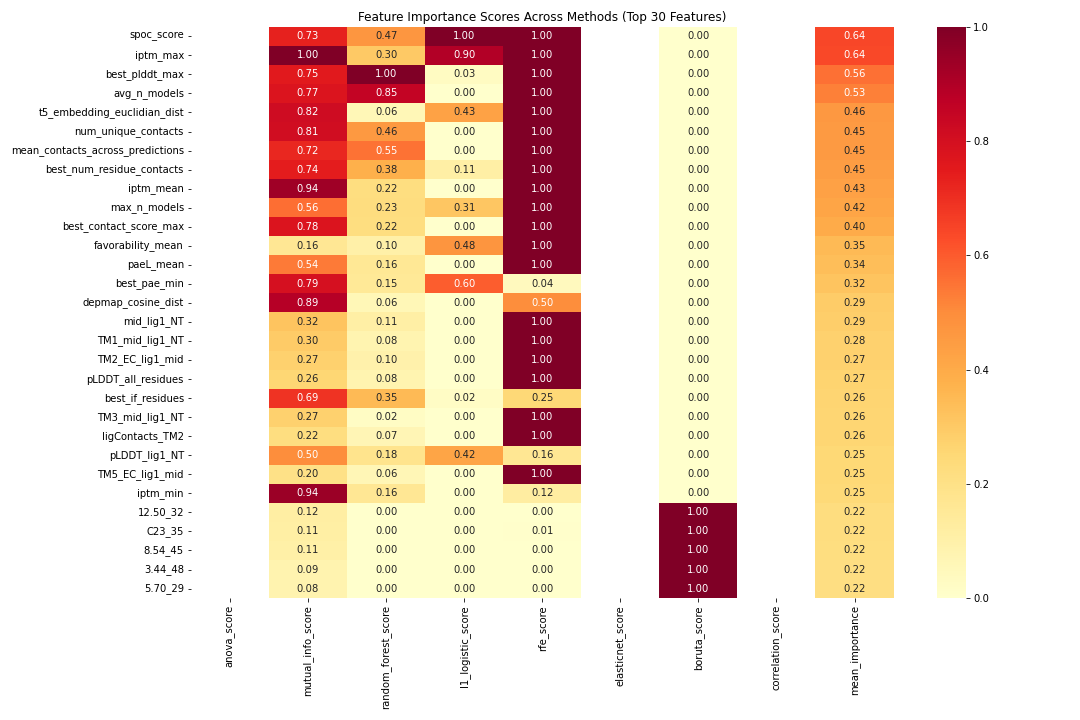 Feature Importance Scores Across Methods (Top 30 Features)
spoc_score 0.73 0.47 1.00 1.00 0.00 0.64
iptm_max 1.00 0.30 0.90 1.00 0.00 0.64
best_plddt_max 0.75 1.00 0.03 1.00 0.00 0.56
avg_n_models 0.77 0.85 0.00 1.00 0.00 0.53
t5_embedding_euclidian_dist 0.82 0.06 0.43 1.00 0.00 0.46
num_unique_contacts 0.81 0.46 0.00 1.00 0.00 0.45
mean_contacts_across_predictions 0.72 0.55 0.00 1.00 0.00 0.45
best_num_residue_contacts 0.74 0.38 0.11 1.00 0.00 0.45
iptm_mean 0.94 0.22 0.00 1.00 0.00 0.43
max_n_models 0.56 0.23 0.31 1.00 0.00 0.42
best_contact_score_max 0.78 0.22 0.00 1.00 0.00 0.40
favorability_mean 0.16 0.10 0.48 1.00 0.00 0.35
paeL_mean 0.54 0.16 0.00 1.00 0.00 0.34
best_pae_min 0.79 0.15 0.60 0.04 0.00 0.32
depmap_cosine_dist 0.89 0.06 0.00 0.50 0.00 0.29
mid_lig1_NT 0.32 0.11 0.00 1.00 0.00 0.29
TM1_mid_lig1_NT 0.30 0.08 0.00 1.00 0.00 0.28
TM2_EC_lig1_mid 0.27 0.10 0.00 1.00 0.00 0.27
pLDDT_all_residues 0.26 0.08 0.00 1.00 0.00 0.27
best_if_residues 0.69 0.35 0.02 0.25 0.00 0.26
TM3_mid_lig1_NT 0.27 0.02 0.00 1.00 0.00 0.26
ligContacts_TM2 0.22 0.07 0.00 1.00 0.00 0.26
pLDDT_lig1_NT 0.50 0.18 0.42 0.16 0.00 0.25
TM5_EC_lig1_mid 0.20 0.06 0.00 1.00 0.00 0.25
iptm_min 0.94 0.16 0.00 0.12 0.00 0.25
12.50_32 0.12 0.00 0.00 0.00 1.00 0.22
C23_35 0.11 0.00 0.00 0.01 1.00 0.22
8.54_45 0.11 0.00 0.00 0.00 1.00 0.22
3.44_48 0.09 0.00 0.00 0.00 1.00 0.22
5.70_29 0.08 0.00 0.00 0.00 1.00 0.22
anova_score
mutual_info_score
random_forest_score
l1_logistic_score
rfe_score
elasticnet_score
boruta_score
correlation_score
mean_importance
1.0
0.8
0.6
0.4
0.2
0.0